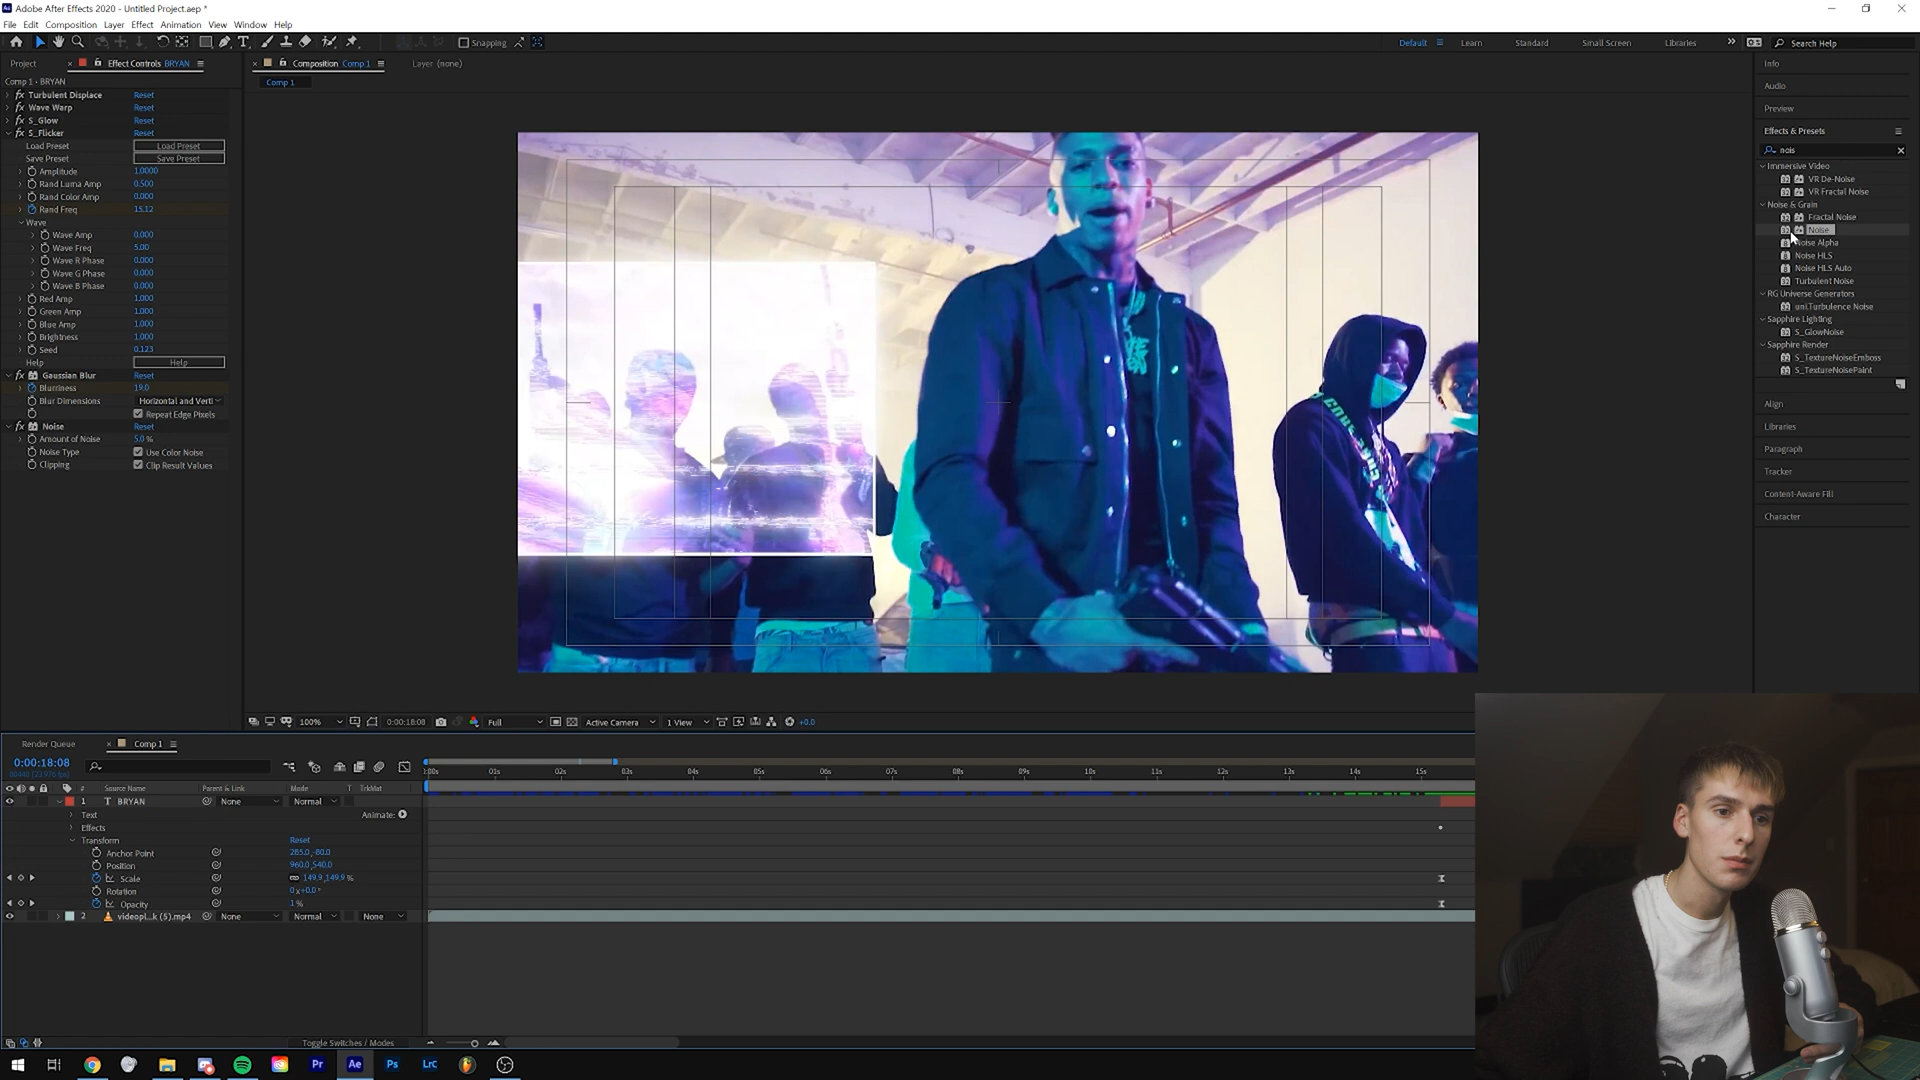 Adobe After Effects 2020 - Untitled Project.aep *
File Edit Composition Layer Effect Animation View Window Help
Snapping
Default Learn Standard Small Screen Libraries Search Help
Project Effect Controls BRYAN
Comp 1 • BRYAN
Turbulent Displace Reset
Wave Warp Reset
S_Glow Reset
S_Flicker Reset
Load Preset Load Preset
Save Preset Save Preset
Amplitude 1.0000
Rand Luma Amp 0.500
Rand Color Amp 0.000
Rand Freq 15.12
Wave
Wave Amp 0.000
Wave Freq 5.00
Wave R Phase 0.000
Wave G Phase 0.000
Wave B Phase 0.000
Red Amp 1.000
Green Amp 1.000
Blue Amp 1.000
Brightness 1.000
Seed 0.123
Help Help
Gaussian Blur Reset
Blurriness 19.0
Blur Dimensions Horizontal and Verti
Repeat Edge Pixels
Noise Reset
Amount of Noise 5.0 %
Noise Type Use Color Noise
Clipping Clip Result Values
Composition Comp 1
Layer (none)
Comp 1
100% 0:00:18:08 Full Active Camera 1 View +0.0
Info
Audio
Preview
Effects & Presets
nois
Immersive Video
VR De-Noise
VR Fractal Noise
Noise & Grain
Fractal Noise
Noise
Noise Alpha
Noise HLS
Noise HLS Auto
Turbulent Noise
RG Universe Generators
uni.Turbulence Noise
Sapphire Lighting
S_GlowNoise
Sapphire Render
S_TextureNoiseEmboss
S_TextureNoisePaint
Align
Libraries
Paragraph
Tracker
Content-Aware Fill
Character
Render Queue Comp 1
0:00:18:08
00440 (23.976 fps)
:00s 01s 02s 03s 04s 05s 06s 07s 08s 09s 10s 11s 12s 13s 14s 15s
# Source Name Parent & Link Mode T TrkMat
1 T BRYAN None Normal
Text Animate:
Effects
Transform Reset
Anchor Point 285.0,-80.0
Position 960.0,540.0
Scale 149.9,149.9 %
Rotation 0x+0.0°
Opacity 1 %
2 videopl...k (5).mp4 None Normal None
Toggle Switches / Modes
Pr Ae Ps LrC